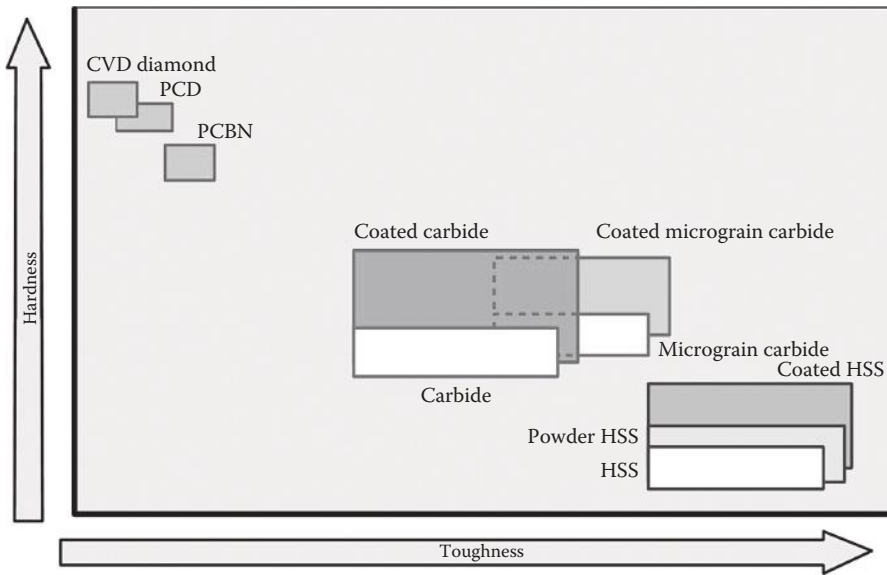 CVD diamond
PCD
PCBN
Coated carbide
Coated micrograin carbide
Hardness
Micrograin carbide
Coated HSS
Carbide
Powder HSS
HSS
Toughness